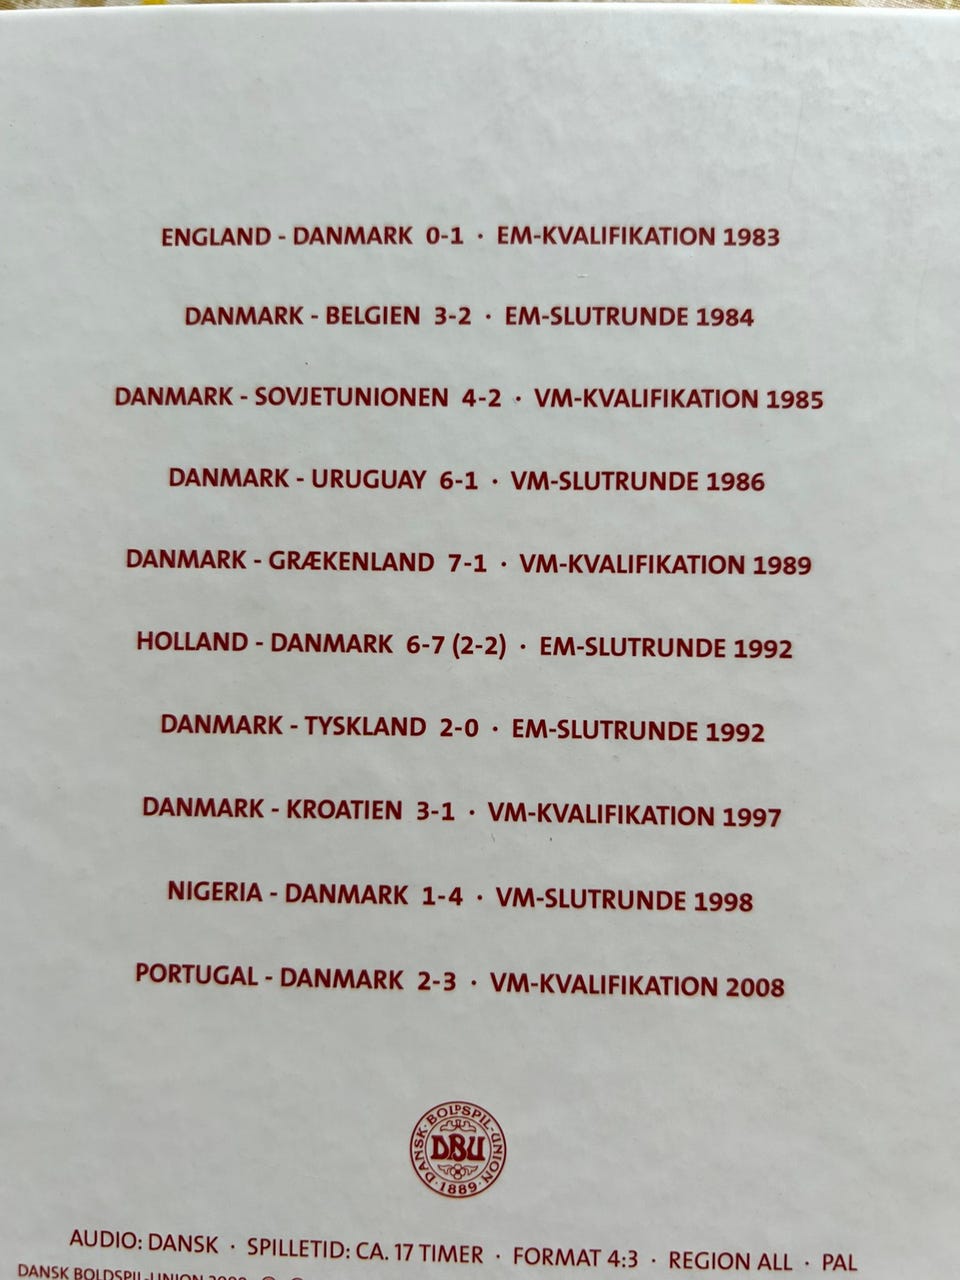 ENGLAND - DANMARK 0-1 · EM-KVALIFIKATION 1983
DANMARK - BELGIEN 3-2 · EM-SLUTRUNDE 1984
DANMARK - SOVJETUNIONEN 4-2 · VM-KVALIFIKATION 1985
DANMARK - URUGUAY 6-1 · VM-SLUTRUNDE 1986
DANMARK - GRÆKENLAND 7-1 · VM-KVALIFIKATION 1989
HOLLAND - DANMARK 6-7 (2-2) · EM-SLUTRUNDE 1992
DANMARK - TYSKLAND 2-0 · EM-SLUTRUNDE 1992
DANMARK - KROATIEN 3-1 · VM-KVALIFIKATION 1997
NIGERIA - DANMARK 1-4 · VM-SLUTRUNDE 1998
PORTUGAL - DANMARK 2-3 · VM-KVALIFIKATION 2008
DANSK·BOLDSPIL-UNION
DBU
·1889·
AUDIO: DANSK · SPILLETID: CA. 17 TIMER · FORMAT 4:3 · REGION ALL · PAL
DANSK BOLDSPIL-UNION